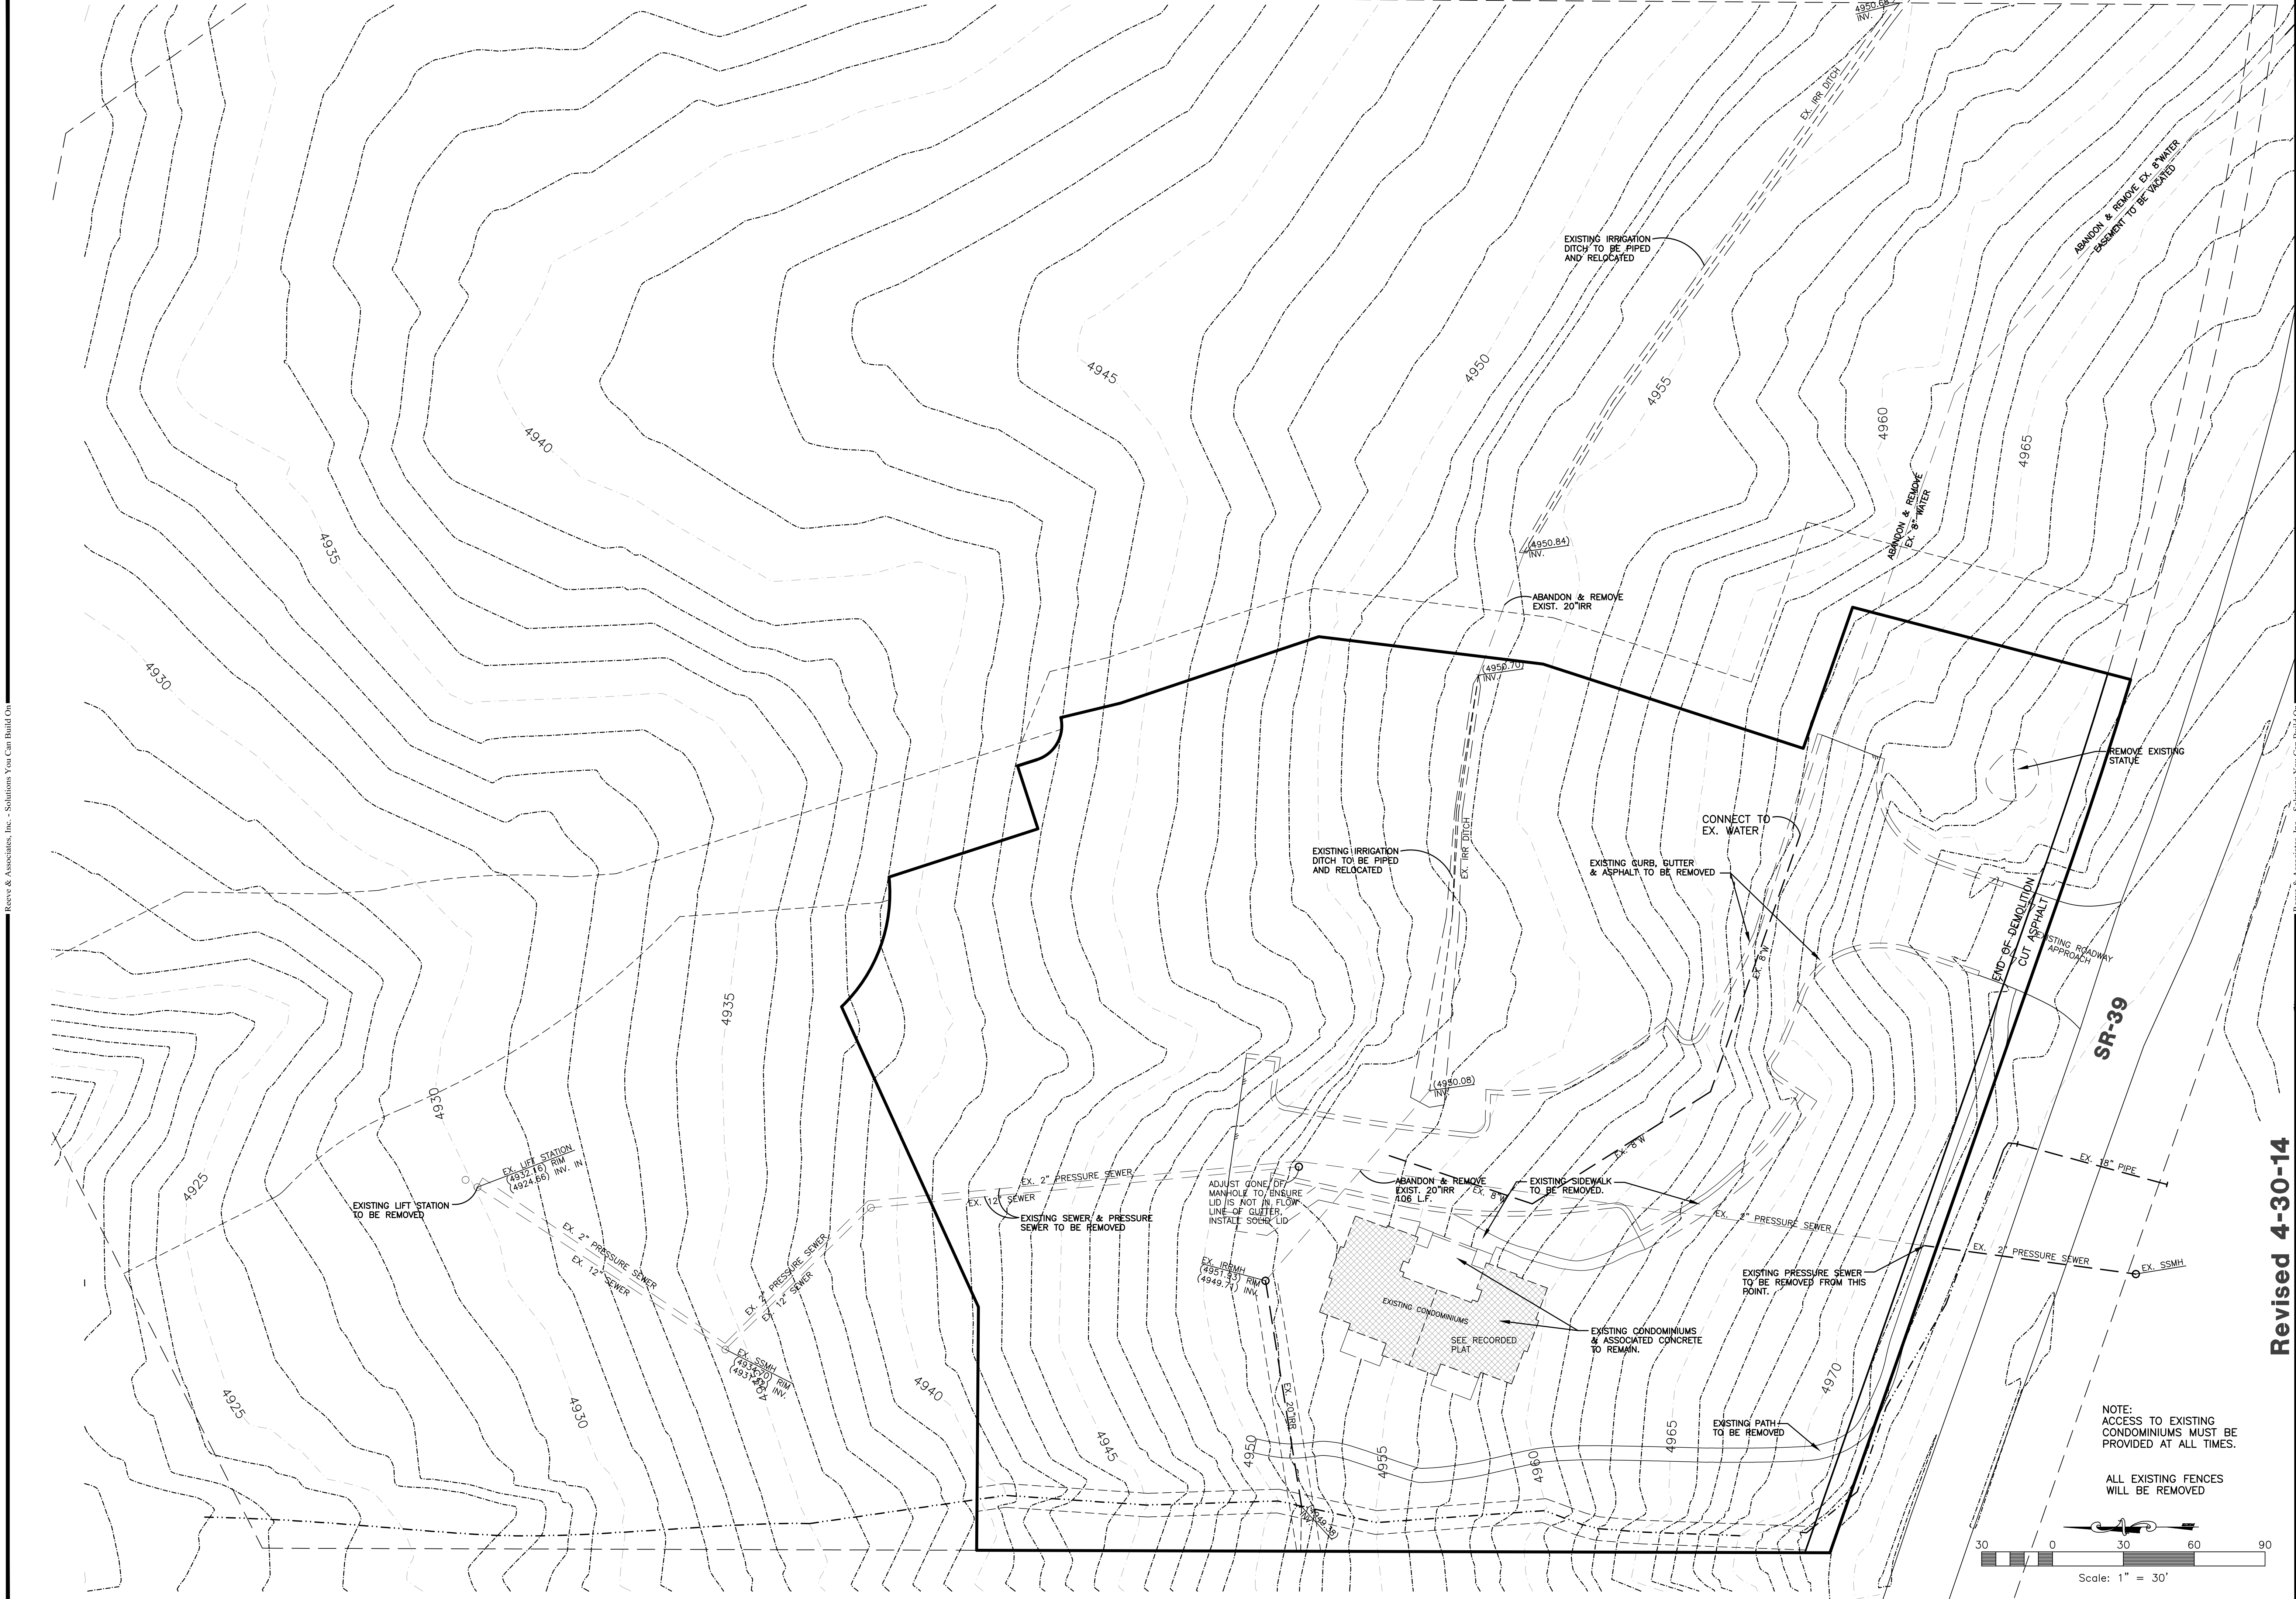 4950.68
INV.
EX. IRR DITCH
ABANDON & REMOVE EX. 8"WATER
EASEMENT TO BE VACATED
EXISTING IRRIGATION
DITCH TO BE PIPED
AND RELOCATED
4945
4950
4955
4960
4965
4940
4935
4930
ABANDON & REMOVE
EX. 8" WATER
(4950.84)
INV.
ABANDON & REMOVE
EXIST. 20"IRR
(4950.70)
INV.
REMOVE EXISTING
STATUE
CONNECT TO
EX. WATER
EXISTING IRRIGATION
DITCH TO BE PIPED
AND RELOCATED
EX. IRR DITCH
EXISTING CURB, GUTTER
& ASPHALT TO BE REMOVED
EX. 8"W
END OF DEMOLITION
CUT ASPHALT
EXISTING ROADWAY
APPROACH
SR-39
Reeve & Associates, Inc. - Solutions You Can Build On
4935
4930
4925
(4950.08)
INV.
EX. LIFT STATION
(4932.16) RIM
(4924.66) INV. IN
EXISTING LIFT STATION
TO BE REMOVED
EX. 2" PRESSURE SEWER
EX. 12" SEWER
EX. 2" PRESSURE SEWER
EX. 12" SEWER
EX. 2" PRESSURE SEWER
EX. 12" SEWER
EXISTING SEWER & PRESSURE
SEWER TO BE REMOVED
ADJUST CONE OF
MANHOLE TO ENSURE
LID IS NOT IN FLOW
LINE OF GUTTER,
INSTALL SOLID LID
ABANDON & REMOVE
EXIST. 20"IRR
106 L.F.
EX. 8"W
EX. 8"W
EXISTING SIDEWALK
TO BE REMOVED.
EX. 2" PRESSURE SEWER
EX. 18" PIPE
EX. 2" PRESSURE SEWER
EX. SSMH
EXISTING PRESSURE SEWER
TO BE REMOVED FROM THIS
POINT.
EX. IRRMH
(4951.93) RIM
(4949.71) INV.
EXISTING CONDOMINIUMS
SEE RECORDED
PLAT
EXISTING CONDOMINIUMS
& ASSOCIATED CONCRETE
TO REMAIN.
EX. SSMH
(4934.70) RIM
INV.
4925
4930
4940
4945
4950
4955
4960
4965
4970
EX. 20"IRR
INV.
EXISTING PATH
TO BE REMOVED
Revised 4-30-14
NOTE:
ACCESS TO EXISTING
CONDOMINIUMS MUST BE
PROVIDED AT ALL TIMES.
ALL EXISTING FENCES
WILL BE REMOVED
30 0 30 60 90
Scale: 1" = 30'